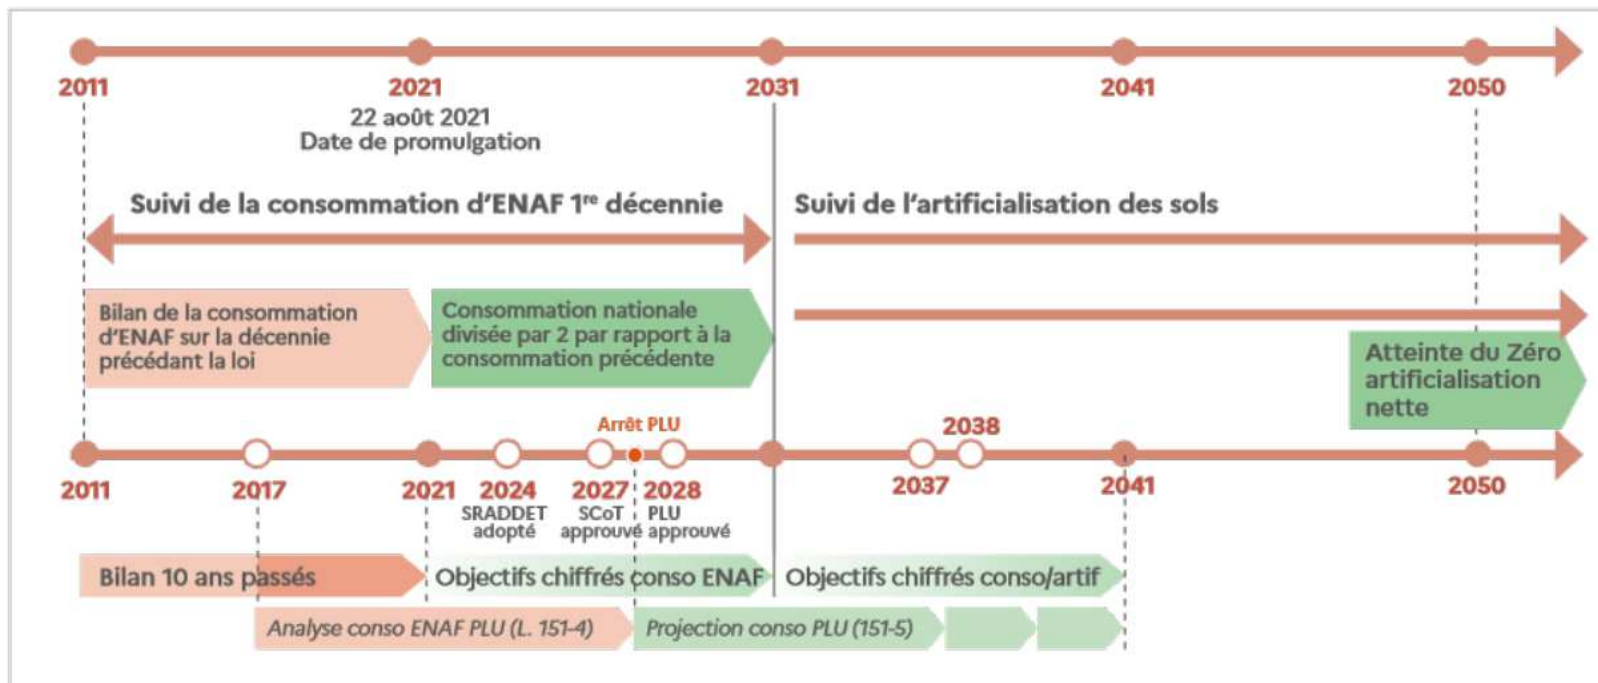 2011
2021
2031
2041
2050
22 août 2021
Date de promulgation
Suivi de la consommation d'ENAF 1re décennie
Suivi de l'artificialisation des sols
Bilan de la consommation
d'ENAF sur la décennie
précédant la loi
Consommation nationale
divisée par 2 par rapport à la
consommation précédente
Atteinte du Zéro
artificialisation
nette
Arrêt PLU
2038
2011
2017
2021
2024
2027
2028
2037
2041
2050
SRADDET
adopté
SCoT
approuvé
PLU
approuvé
Bilan 10 ans passés
Objectifs chiffrés conso ENAF
Objectifs chiffrés conso/artif
Analyse conso ENAF PLU (L. 151-4)
Projection conso PLU (151-5)